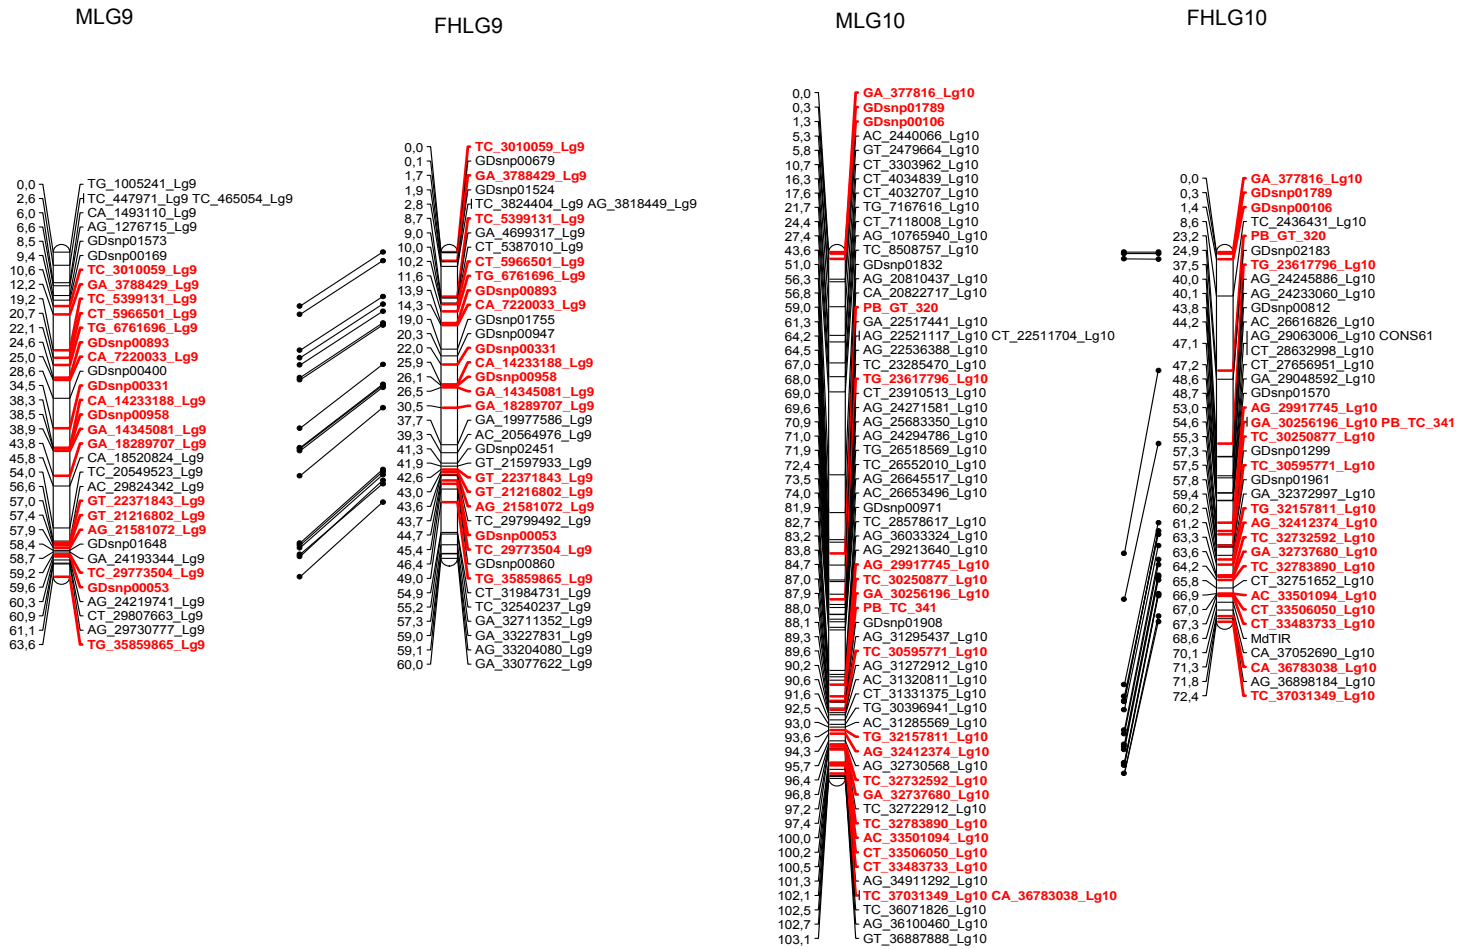 MLG9
0,0 TG_1005241_Lg9
2,6 TC_447971_Lg9 TC_465054_Lg9
6,0 CA_1493110_Lg9
6,6 AG_1276715_Lg9
8,5 GDsnp01573
9,4 GDsnp00169
10,6 TC_3010059_Lg9
12,2 GA_3788429_Lg9
19,2 TC_5399131_Lg9
20,7 CT_5966501_Lg9
22,1 TG_6761696_Lg9
24,6 GDsnp00893
25,0 CA_7220033_Lg9
28,6 GDsnp00400
34,5 GDsnp00331
38,3 CA_14233188_Lg9
38,5 GDsnp00958
38,9 GA_14345081_Lg9
43,8 GA_18289707_Lg9
45,8 CA_18520824_Lg9
54,0 TC_20549523_Lg9
56,6 AC_29824342_Lg9
57,0 GT_22371843_Lg9
57,4 GT_21216802_Lg9
57,9 AG_21581072_Lg9
58,4 GDsnp01648
58,7 GA_24193344_Lg9
59,2 TC_29773504_Lg9
59,6 GDsnp00053
60,3 AG_24219741_Lg9
60,9 CT_29807663_Lg9
61,1 AG_29730777_Lg9
63,6 TG_35859865_Lg9
FHLG9
0,0 TC_3010059_Lg9
0,1 GDsnp00679
1,7 GA_3788429_Lg9
1,9 GDsnp01524
2,8 TC_3824404_Lg9 AG_3818449_Lg9
8,7 TC_5399131_Lg9
9,0 GA_4699317_Lg9
10,0 CT_5387010_Lg9
10,2 CT_5966501_Lg9
11,6 TG_6761696_Lg9
13,9 GDsnp00893
14,3 CA_7220033_Lg9
19,0 GDsnp01755
20,3 GDsnp00947
22,0 GDsnp00331
25,9 CA_14233188_Lg9
26,1 GDsnp00958
26,5 GA_14345081_Lg9
30,5 GA_18289707_Lg9
37,7 GA_19977586_Lg9
39,3 AC_20564976_Lg9
41,3 GDsnp02451
41,9 GT_21597933_Lg9
42,6 GT_22371843_Lg9
43,0 GT_21216802_Lg9
43,6 AG_21581072_Lg9
43,7 TC_29799492_Lg9
44,7 GDsnp00053
45,4 TC_29773504_Lg9
46,4 GDsnp00860
49,0 TG_35859865_Lg9
54,9 CT_31984731_Lg9
55,2 TC_32540237_Lg9
57,3 GA_32711352_Lg9
59,0 GA_33227831_Lg9
59,1 AG_33204080_Lg9
60,0 GA_33077622_Lg9
MLG10
0,0 GA_377816_Lg10
0,3 GDsnp01789
1,3 GDsnp00106
5,3 AC_2440066_Lg10
5,8 GT_2479664_Lg10
10,7 CT_3303962_Lg10
16,3 CT_4034839_Lg10
17,6 CT_4032707_Lg10
21,7 TG_7167616_Lg10
24,4 CT_7118008_Lg10
27,4 AG_10765940_Lg10
43,6 TC_8508757_Lg10
51,0 GDsnp01832
56,3 AG_20810437_Lg10
56,8 CA_20822717_Lg10
59,0 PB_GT_320
61,3 GA_22517441_Lg10
64,2 AG_22521117_Lg10 CT_22511704_Lg10
64,5 AG_22536388_Lg10
67,0 TC_23285470_Lg10
68,0 TG_23617796_Lg10
69,0 CT_23910513_Lg10
69,6 AG_24271581_Lg10
70,9 AG_25683350_Lg10
71,0 AG_24294786_Lg10
71,9 TG_26518569_Lg10
72,4 TC_26552010_Lg10
73,5 AG_26645517_Lg10
74,0 AC_26653496_Lg10
81,9 GDsnp00971
82,7 TC_28578617_Lg10
83,2 AG_36033324_Lg10
83,8 AG_29213640_Lg10
84,7 AG_29917745_Lg10
87,0 TC_30250877_Lg10
87,9 GA_30256196_Lg10
88,0 PB_TC_341
88,1 GDsnp01908
89,3 AG_31295437_Lg10
89,6 TC_30595771_Lg10
90,2 AG_31272912_Lg10
90,6 AC_31320811_Lg10
91,6 CT_31331375_Lg10
92,5 TG_30396941_Lg10
93,0 AC_31285569_Lg10
93,6 TG_32157811_Lg10
94,3 AG_32412374_Lg10
95,7 AG_32730568_Lg10
96,4 TC_32732592_Lg10
96,8 GA_32737680_Lg10
97,2 TC_32722912_Lg10
97,4 TC_32783890_Lg10
100,0 AC_33501094_Lg10
100,2 CT_33506050_Lg10
100,5 CT_33483733_Lg10
101,3 AG_34911292_Lg10
102,1 TC_37031349_Lg10 CA_36783038_Lg10
102,5 TC_36071826_Lg10
102,7 AG_36100460_Lg10
103,1 GT_36887888_Lg10
FHLG10
0,0 GA_377816_Lg10
0,3 GDsnp01789
1,4 GDsnp00106
8,6 TC_2436431_Lg10
23,2 PB_GT_320
24,9 GDsnp02183
37,5 TG_23617796_Lg10
40,0 AG_24245886_Lg10
40,1 AG_24233060_Lg10
43,8 GDsnp00812
44,2 AC_26616826_Lg10
47,1 AG_29063006_Lg10 CONS61
CT_28632998_Lg10
47,2 CT_27656951_Lg10
48,6 GA_29048592_Lg10
48,7 GDsnp01570
53,0 AG_29917745_Lg10
54,6 GA_30256196_Lg10 PB_TC_341
55,3 TC_30250877_Lg10
57,3 GDsnp01299
57,5 TC_30595771_Lg10
57,8 GDsnp01961
59,4 GA_32372997_Lg10
60,2 TG_32157811_Lg10
61,2 AG_32412374_Lg10
63,3 TC_32732592_Lg10
63,6 GA_32737680_Lg10
64,2 TC_32783890_Lg10
65,8 CT_32751652_Lg10
66,9 AC_33501094_Lg10
67,0 CT_33506050_Lg10
67,3 CT_33483733_Lg10
68,6 MdTIR
70,1 CA_37052690_Lg10
71,3 CA_36783038_Lg10
71,8 AG_36898184_Lg10
72,4 TC_37031349_Lg10